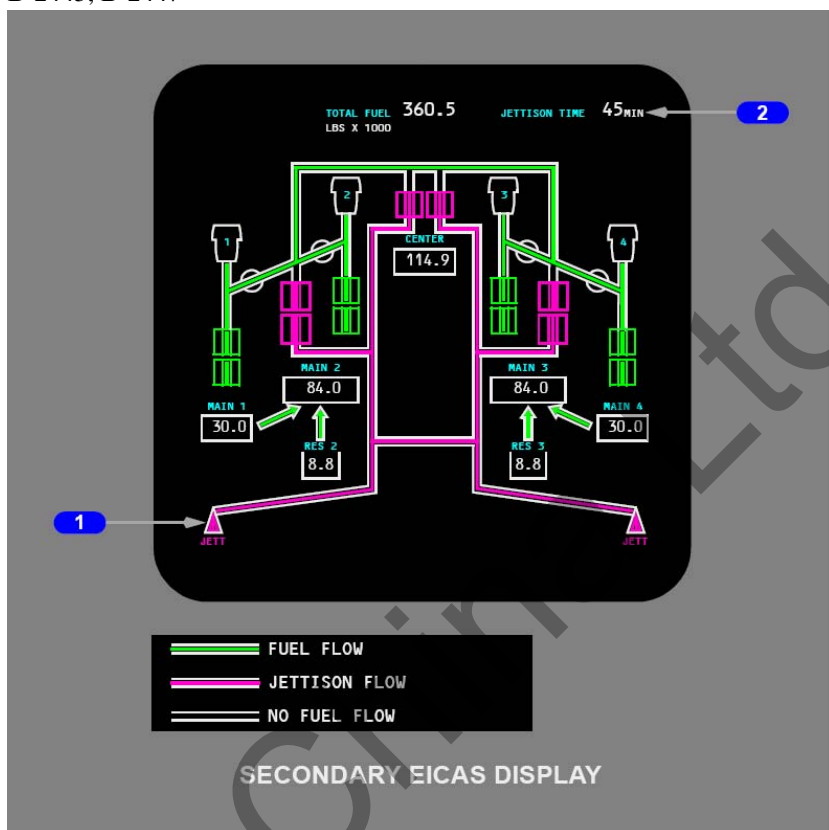 TOTAL FUEL 360.5 JETTISON TIME 45MIN 2
LBS X 1000
2 3
1 CENTER 4
114.9
MAIN 2 MAIN 3
84.0 84.0
MAIN 1 MAIN 4
30.0 30.0
RES 2 RES 3
8.8 8.8
1
JETT JETT
FUEL FLOW
JETTISON FLOW
NO FUEL FLOW
SECONDARY EICAS DISPLAY
China Ltd